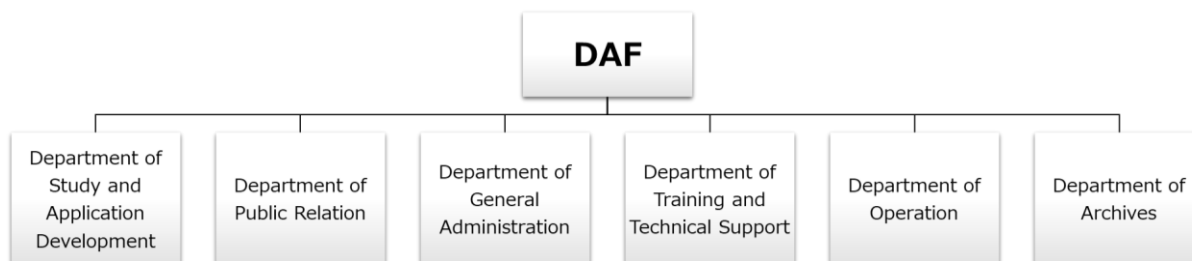 DAF
Department of
Study and
Application
Development
Department of
Public Relation
Department of
General
Administration
Department of
Training and
Technical Support
Department of
Operation
Department of
Archives